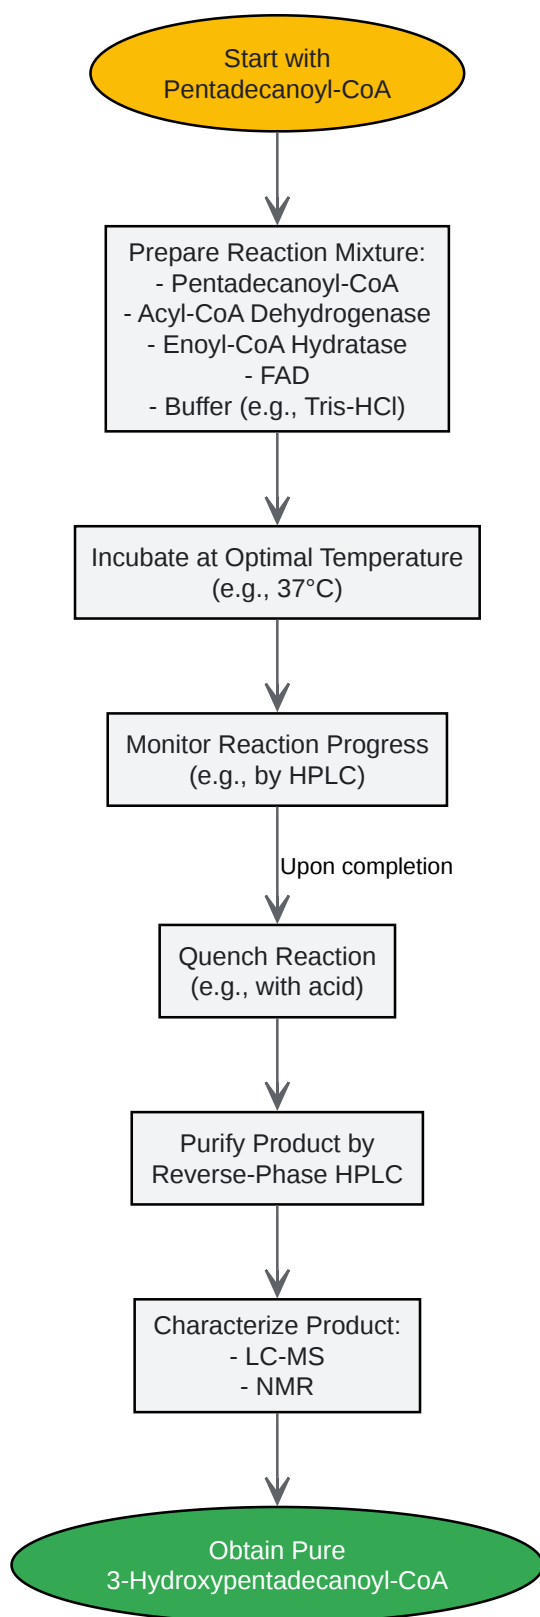 Start with
Pentadecanoyl-CoA
Prepare Reaction Mixture:
- Pentadecanoyl-CoA
- Acyl-CoA Dehydrogenase
- Enoyl-CoA Hydratase
- FAD
- Buffer (e.g., Tris-HCl)
Incubate at Optimal Temperature
(e.g., 37°C)
Monitor Reaction Progress
(e.g., by HPLC)
Upon completion
Quench Reaction
(e.g., with acid)
Purify Product by
Reverse-Phase HPLC
Characterize Product:
- LC-MS
- NMR
Obtain Pure
3-Hydroxypentadecanoyl-CoA